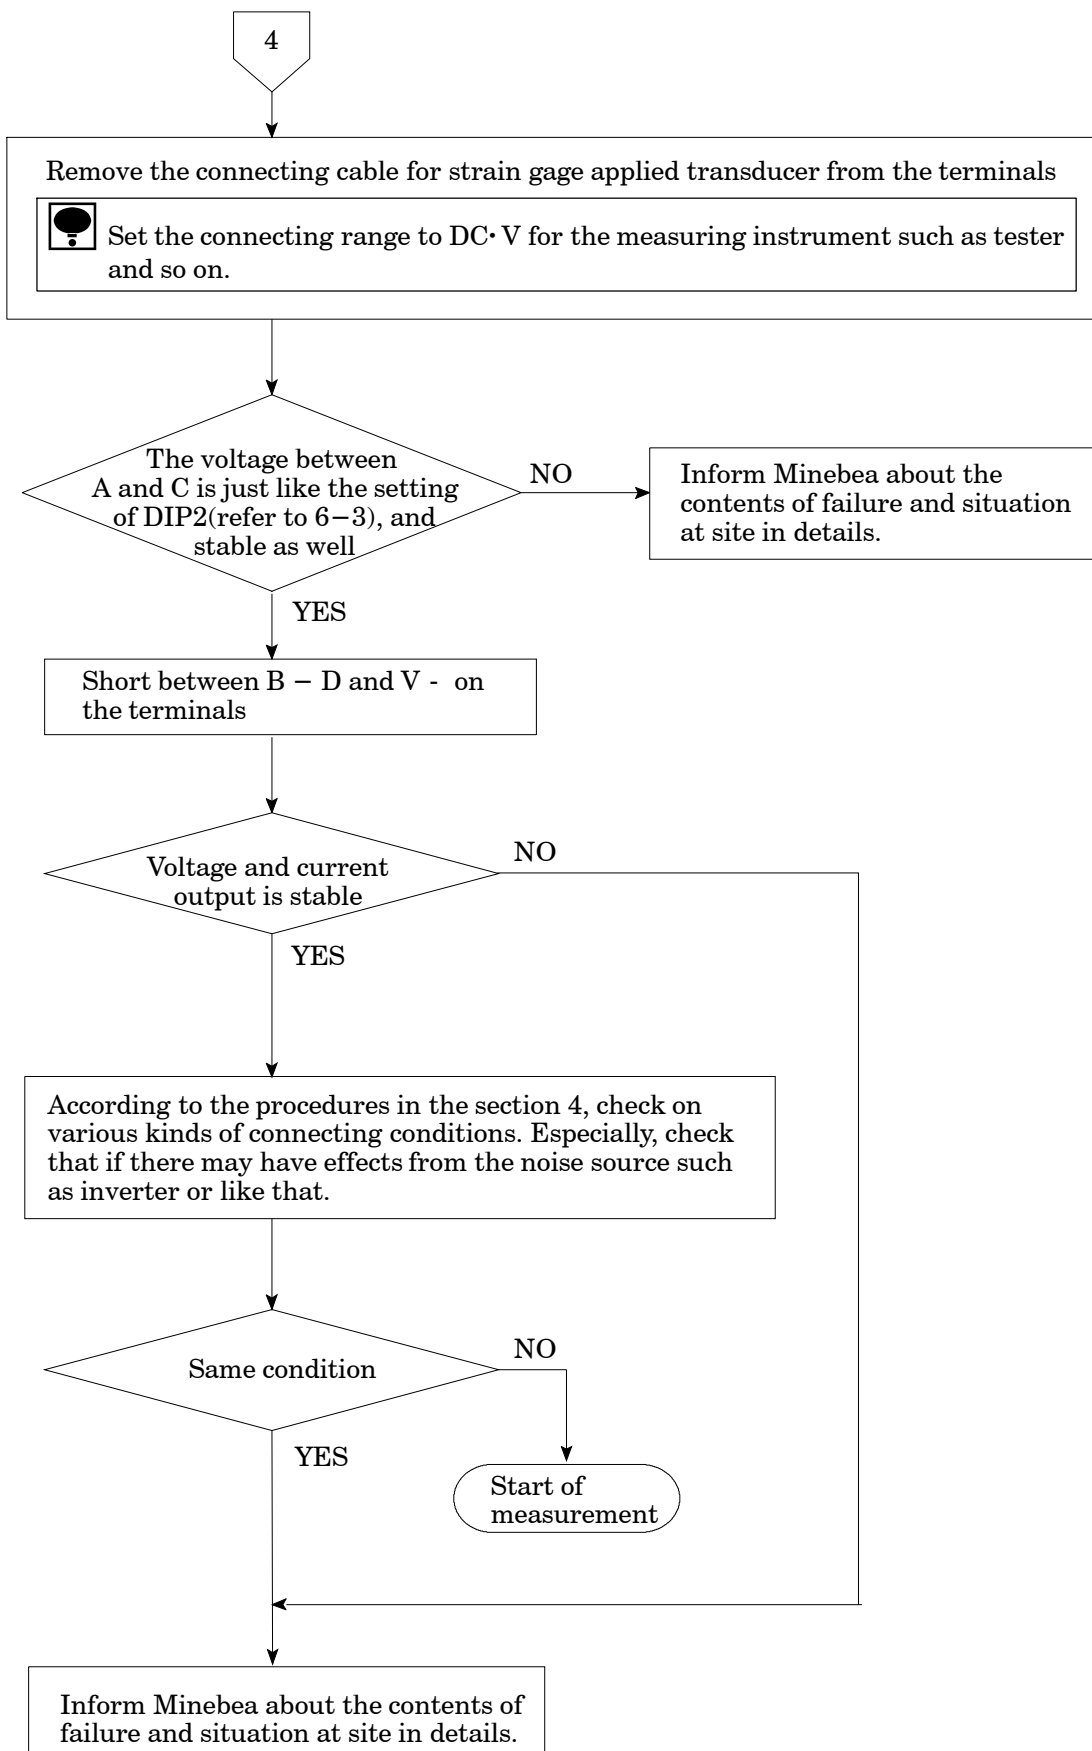 4
Remove the connecting cable for strain gage applied transducer from the terminals
Set the connecting range to DC･V for the measuring instrument such as tester
and so on.
The voltage between
A and C is just like the setting
of DIP2(refer to 6−3), and
stable as well
NO
Inform Minebea about the
contents of failure and situation
at site in details.
YES
Short between B − D and V - on
the terminals
Voltage and current
output is stable
NO
YES
According to the procedures in the section 4, check on
various kinds of connecting conditions. Especially, check
that if there may have effects from the noise source such
as inverter or like that.
Same condition
NO
YES
Start of
measurement
Inform Minebea about the contents of
failure and situation at site in details.